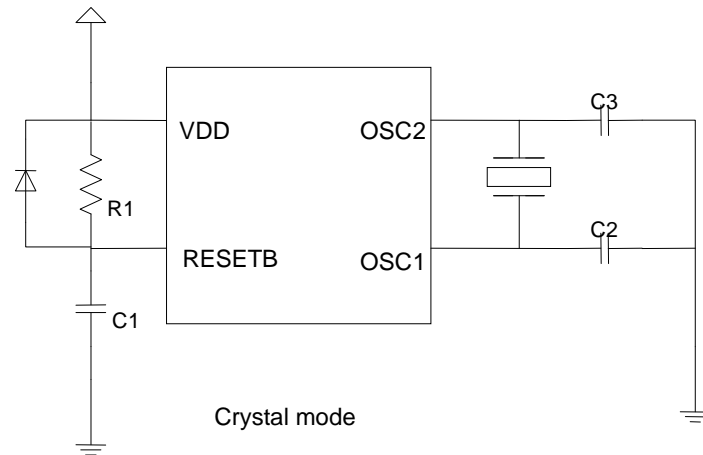 C3
VDD
OSC2
R1
C2
RESETB
OSC1
C1
Crystal mode